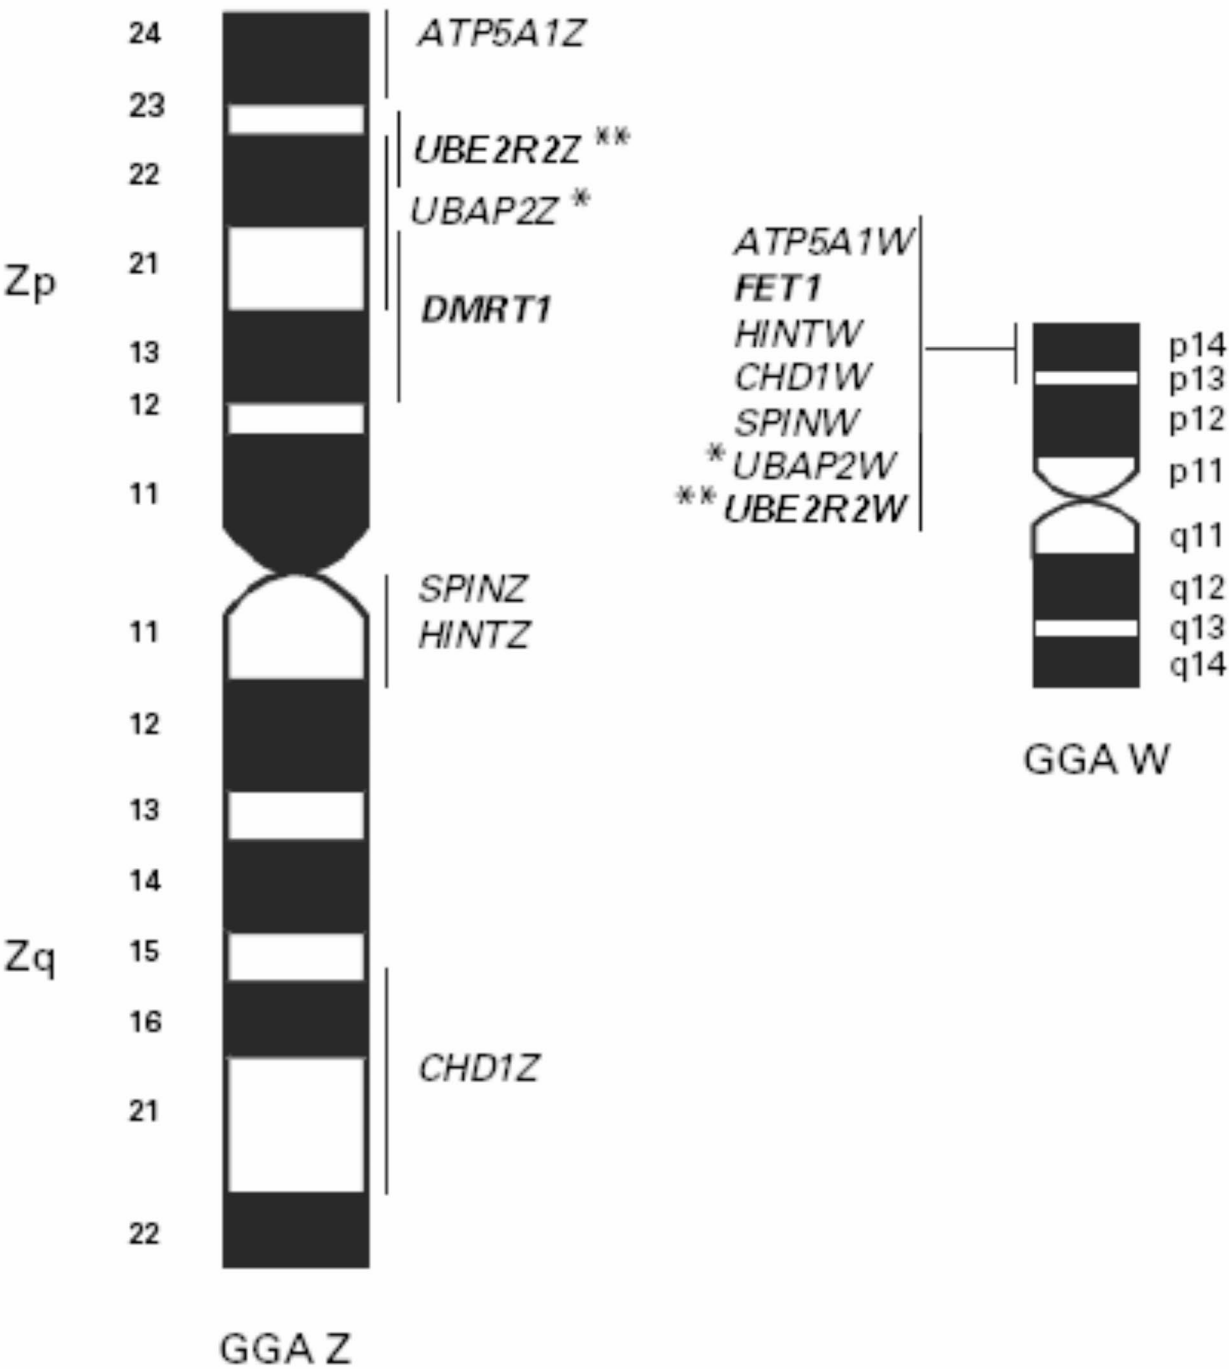 24
ATP5A1Z
23
UBE2R2Z **
22
UBAP2Z *
21
Zp
DMRT1
13
12
11
SPINZ
HINTZ
11
12
13
14
15
Zq
16
CHD1Z
21
22
GGA Z
ATP5A1W
FET1
HINTW
CHD1W
SPINW
* UBAP2W
** UBE2R2W
p14
p13
p12
p11
q11
q12
q13
q14
GGA W